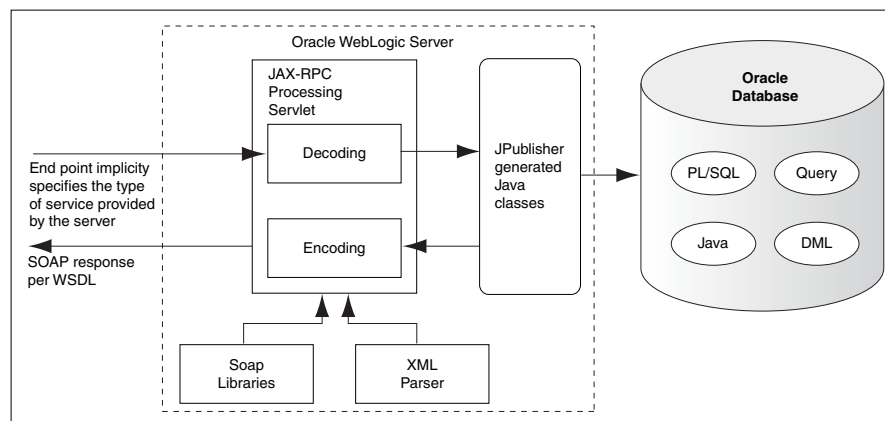 Oracle WebLogic Server
JAX-RPC
Processing
Servlet
Decoding
End point implicity
specifies the type
of service provided
by the server
Encoding
SOAP response
per WSDL
JPublisher
generated
Java
classes
Soap
Libraries
XML
Parser
Oracle
Database
PL/SQL
Query
Java
DML